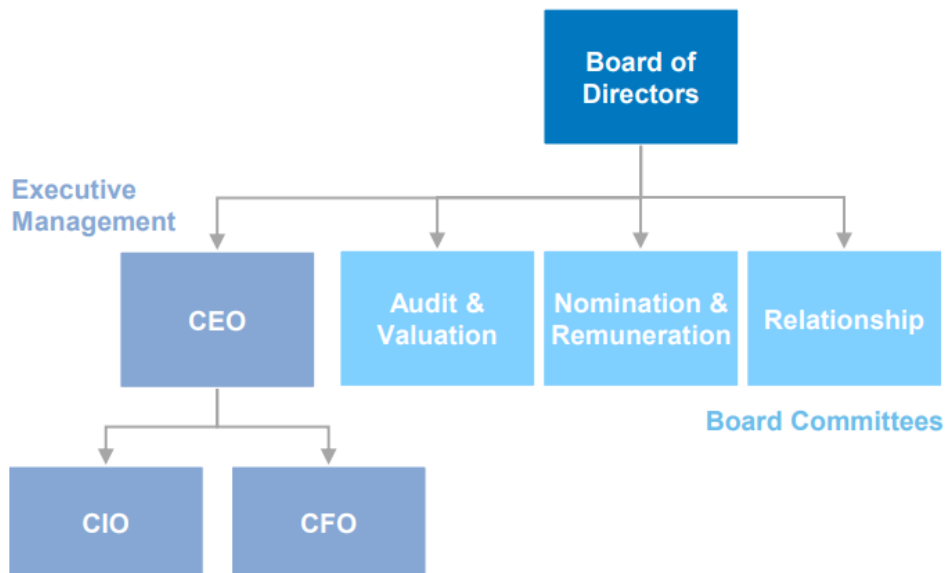 Board of
Directors
Executive
Management
CEO
Audit &
Valuation
Nomination &
Remuneration
Relationship
Board Committees
CIO
CFO